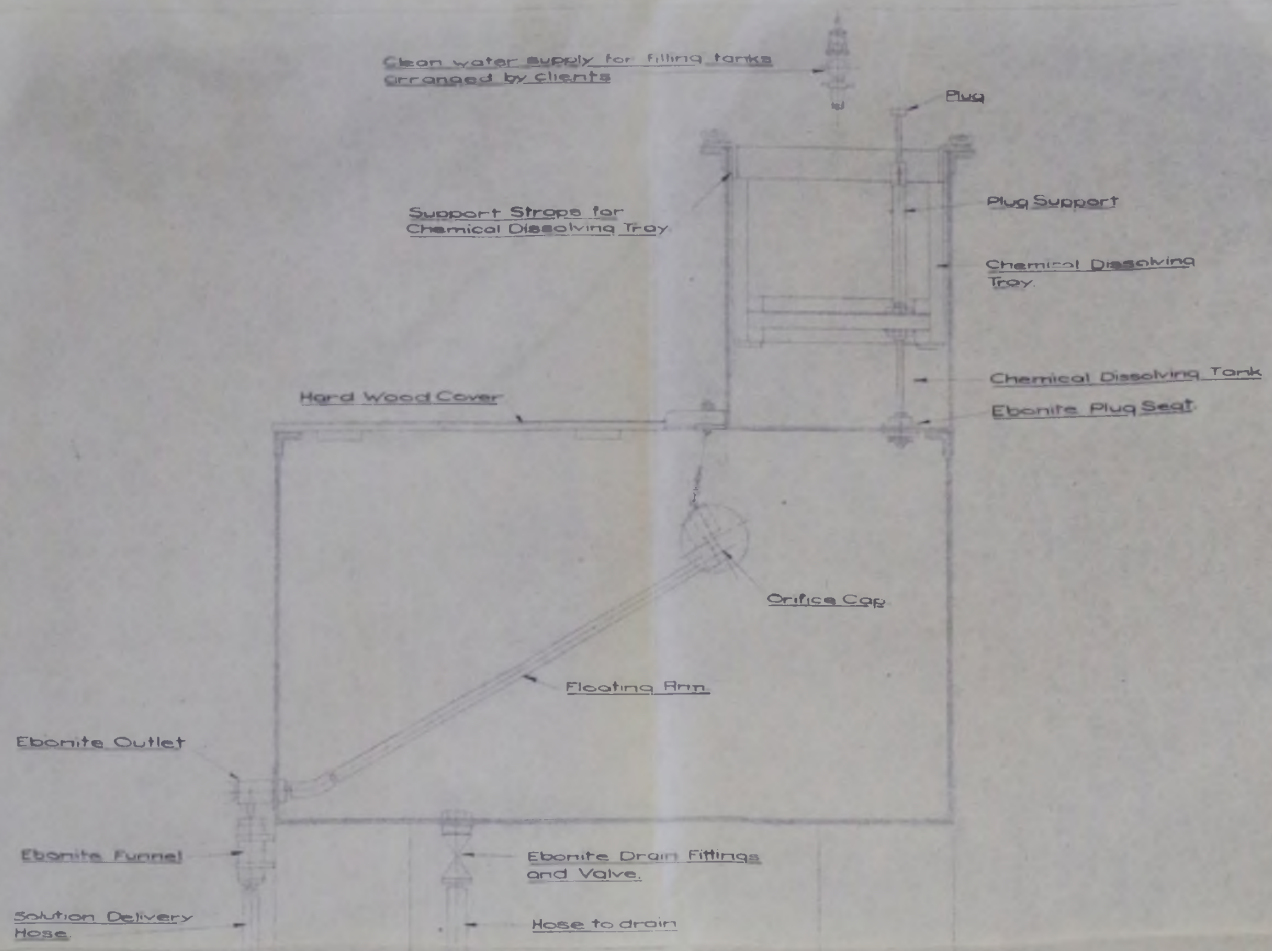 Clean water supply for filling tanks
arranged by clients
Plug
Support Straps for
Chemical Dissolving Tray.
Plug Support
Chemical Dissolving
Tray.
Chemical Dissolving Tank
Hard Wood Cover
Ebonite Plug Seat.
Orifice Cap
Floating Arm
Ebonite Outlet
Ebonite Funnel
Ebonite Drain Fittings
and Valve.
Solution Delivery
Hose
Hose to drain